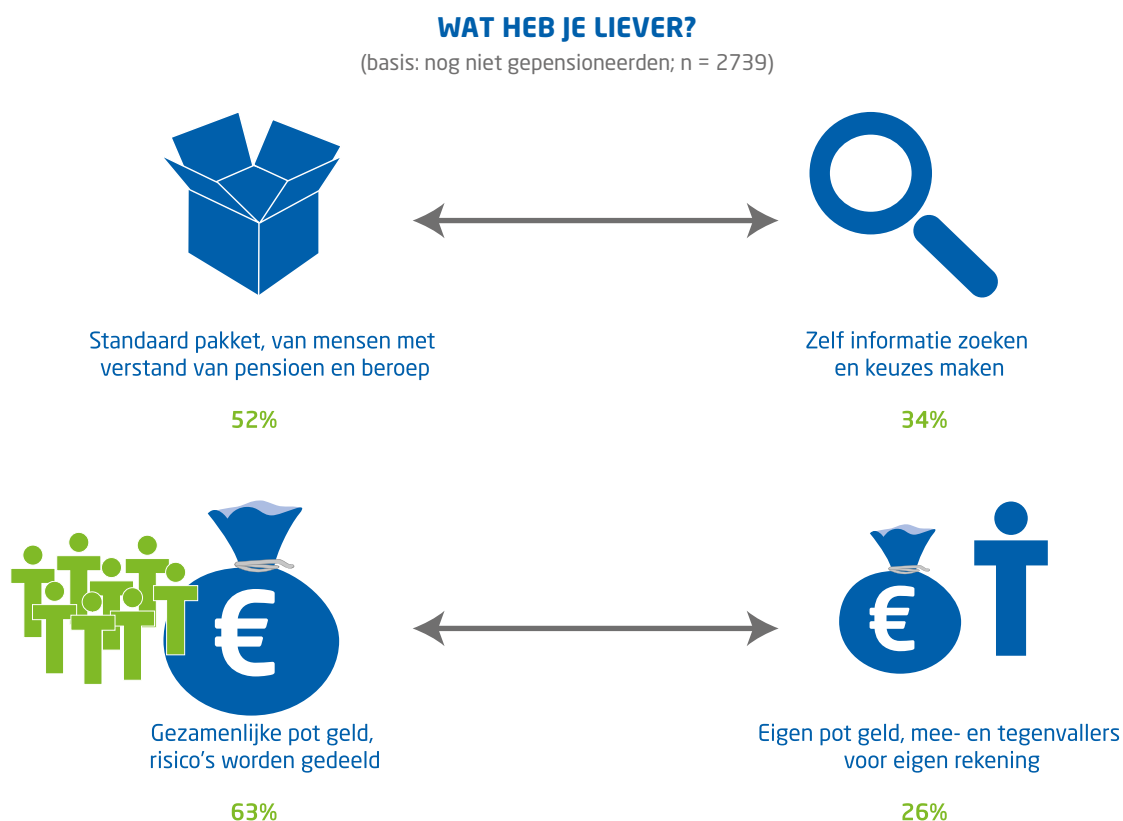 WAT HEB JE LIEVER?
(basis: nog niet gepensioneerden; n = 2739)
Standaard pakket, van mensen met
verstand van pensioen en beroep
52%
Zelf informatie zoeken
en keuzes maken
34%
€
Gezamenlijke pot geld,
risico's worden gedeeld
63%
€
Eigen pot geld, mee- en tegenvallers
voor eigen rekening
26%